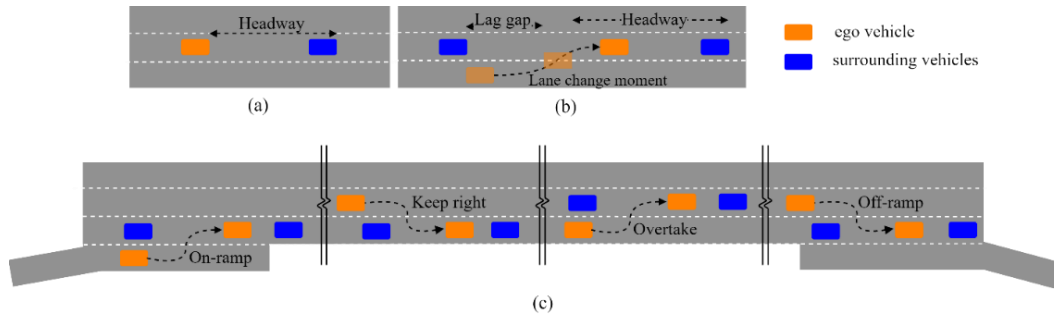 Headway
(a)
Lag gap
Headway
Lane change moment
(b)
ego vehicle
surrounding vehicles
On-ramp
Keep right
Overtake
Off-ramp
(c)